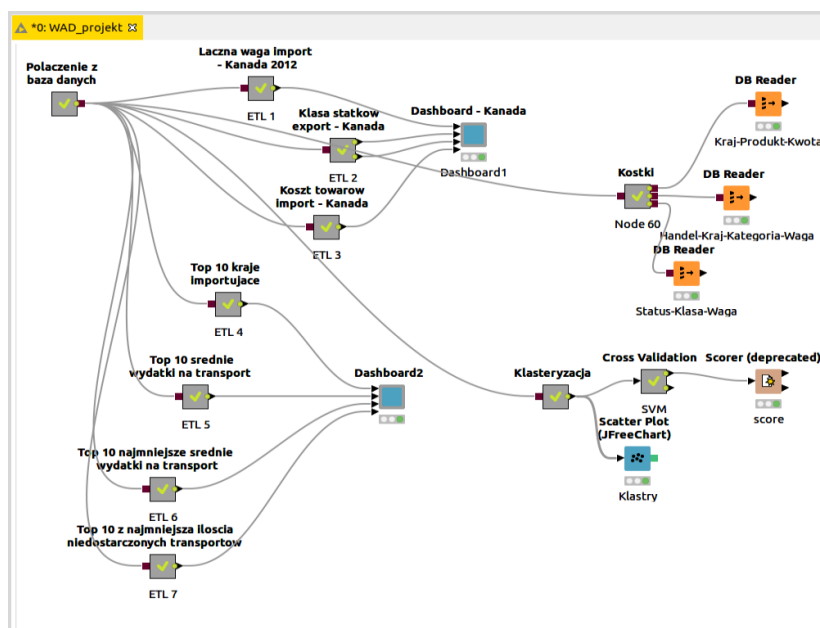 *0: WAD_projekt
Polaczenie z
baza danych
Laczna waga import
- Kanada 2012
ETL 1
Klasa statkow
export - Kanada
ETL 2
Koszt towarow
import - Kanada
ETL 3
Dashboard - Kanada
Dashboard1
DB Reader
Kraj-Produkt-Kwota
Kostki
Node 60
DB Reader
Handel-Kraj-Kategoria-Waga
DB Reader
Status-Klasa-Waga
Top 10 kraje
importujace
ETL 4
Top 10 srednie
wydatki na transport
ETL 5
Dashboard2
Top 10 najmniejsze srednie
wydatki na transport
ETL 6
Top 10 z najmniejsza iloscia
niedostarczonych transportow
ETL 7
Klasteryzacja
Cross Validation
SVM
Scorer (deprecated)
score
Scatter Plot
(JFreeChart)
Klastry